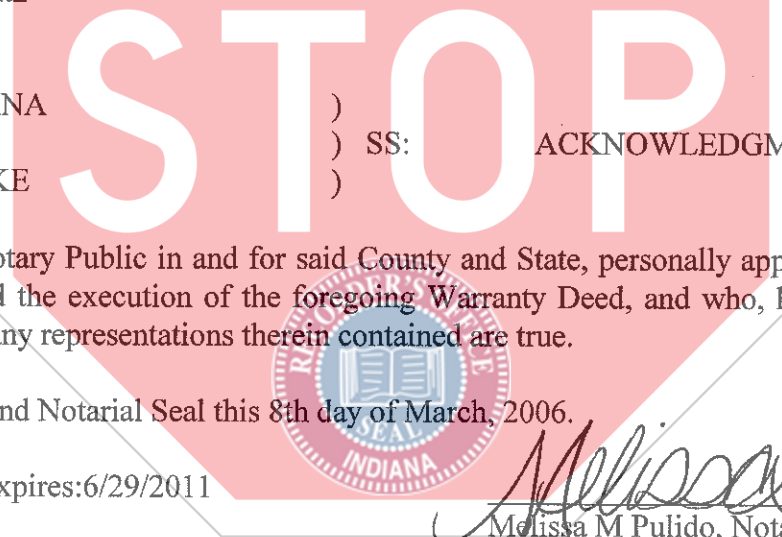 STOP
NA )
) SS: ACKNOWLEDGM
KE )
otary Public in and for said County and State, personally app
the execution of the foregoing Warranty Deed, and who,
any representations therein contained are true.
nd Notarial Seal this 8th day of March, 2006.
xpires:6/29/2011
Melissa
( Melissa M Pulido, Nota
RECORDER'S OFFICE
SEAL
INDIANA